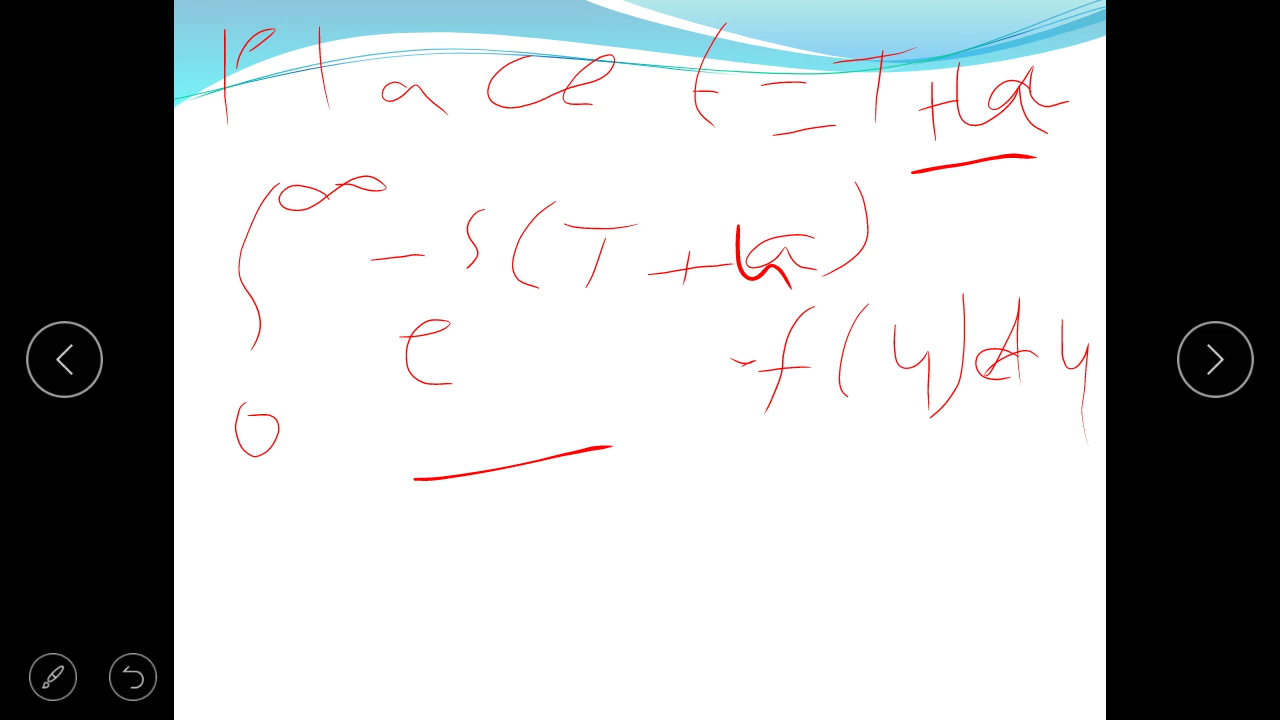 Place t = T + a
∫₀^∞ e^{-s(T+a)} f(y) dy